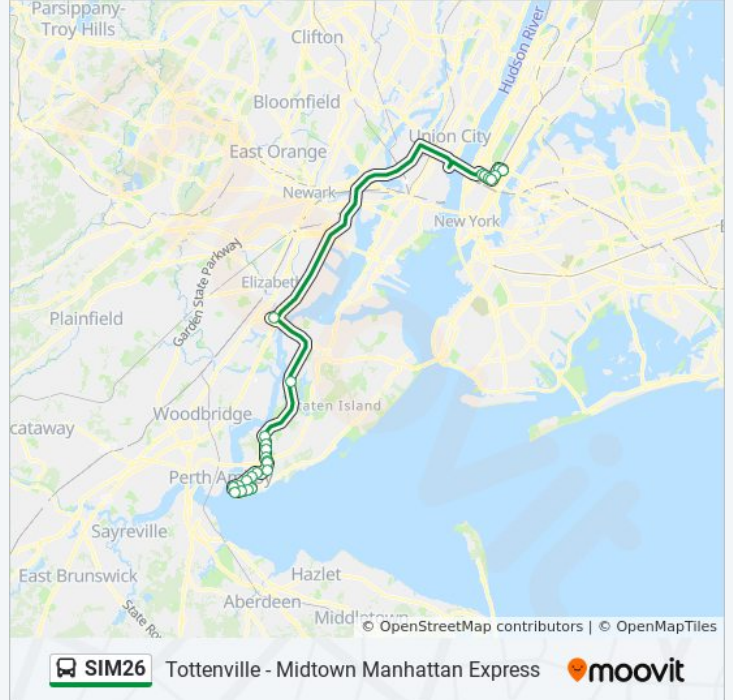 Parsippany-
Troy Hills
Clifton
Hudson River
Bloomfield
Union City
East Orange
Newark
New York
Garden State Parkway
Elizabeth
Plainfield
Woodbridge
taten Island
cataway
Perth Amboy
Sayreville
East Brunswick
Hazlet
Aberdeen
State Ro
Middletown
© OpenStreetMap contributors | © OpenMapTiles
SIM26 Tottenville - Midtown Manhattan Express moovit